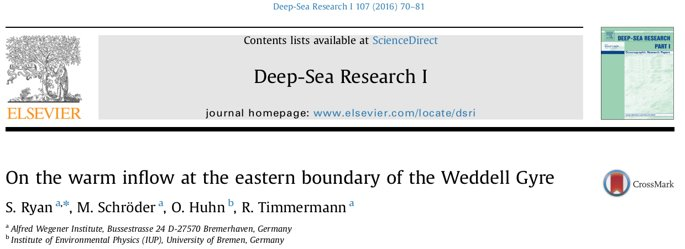 Deep-Sea Research I 107 (2016) 70–81
Contents lists available at ScienceDirect
Deep-Sea Research I
journal homepage: www.elsevier.com/locate/dsri
ELSEVIER
DEEP-SEA RESEARCH
PART I
Oceanographic Research Papers
On the warm inflow at the eastern boundary of the Weddell Gyre
CrossMark
S. Ryan a,*, M. Schröder a, O. Huhn b, R. Timmermann a
a Alfred Wegener Institute, Bussestrasse 24 D-27570 Bremerhaven, Germany
b Institute of Environmental Physics (IUP), University of Bremen, Germany